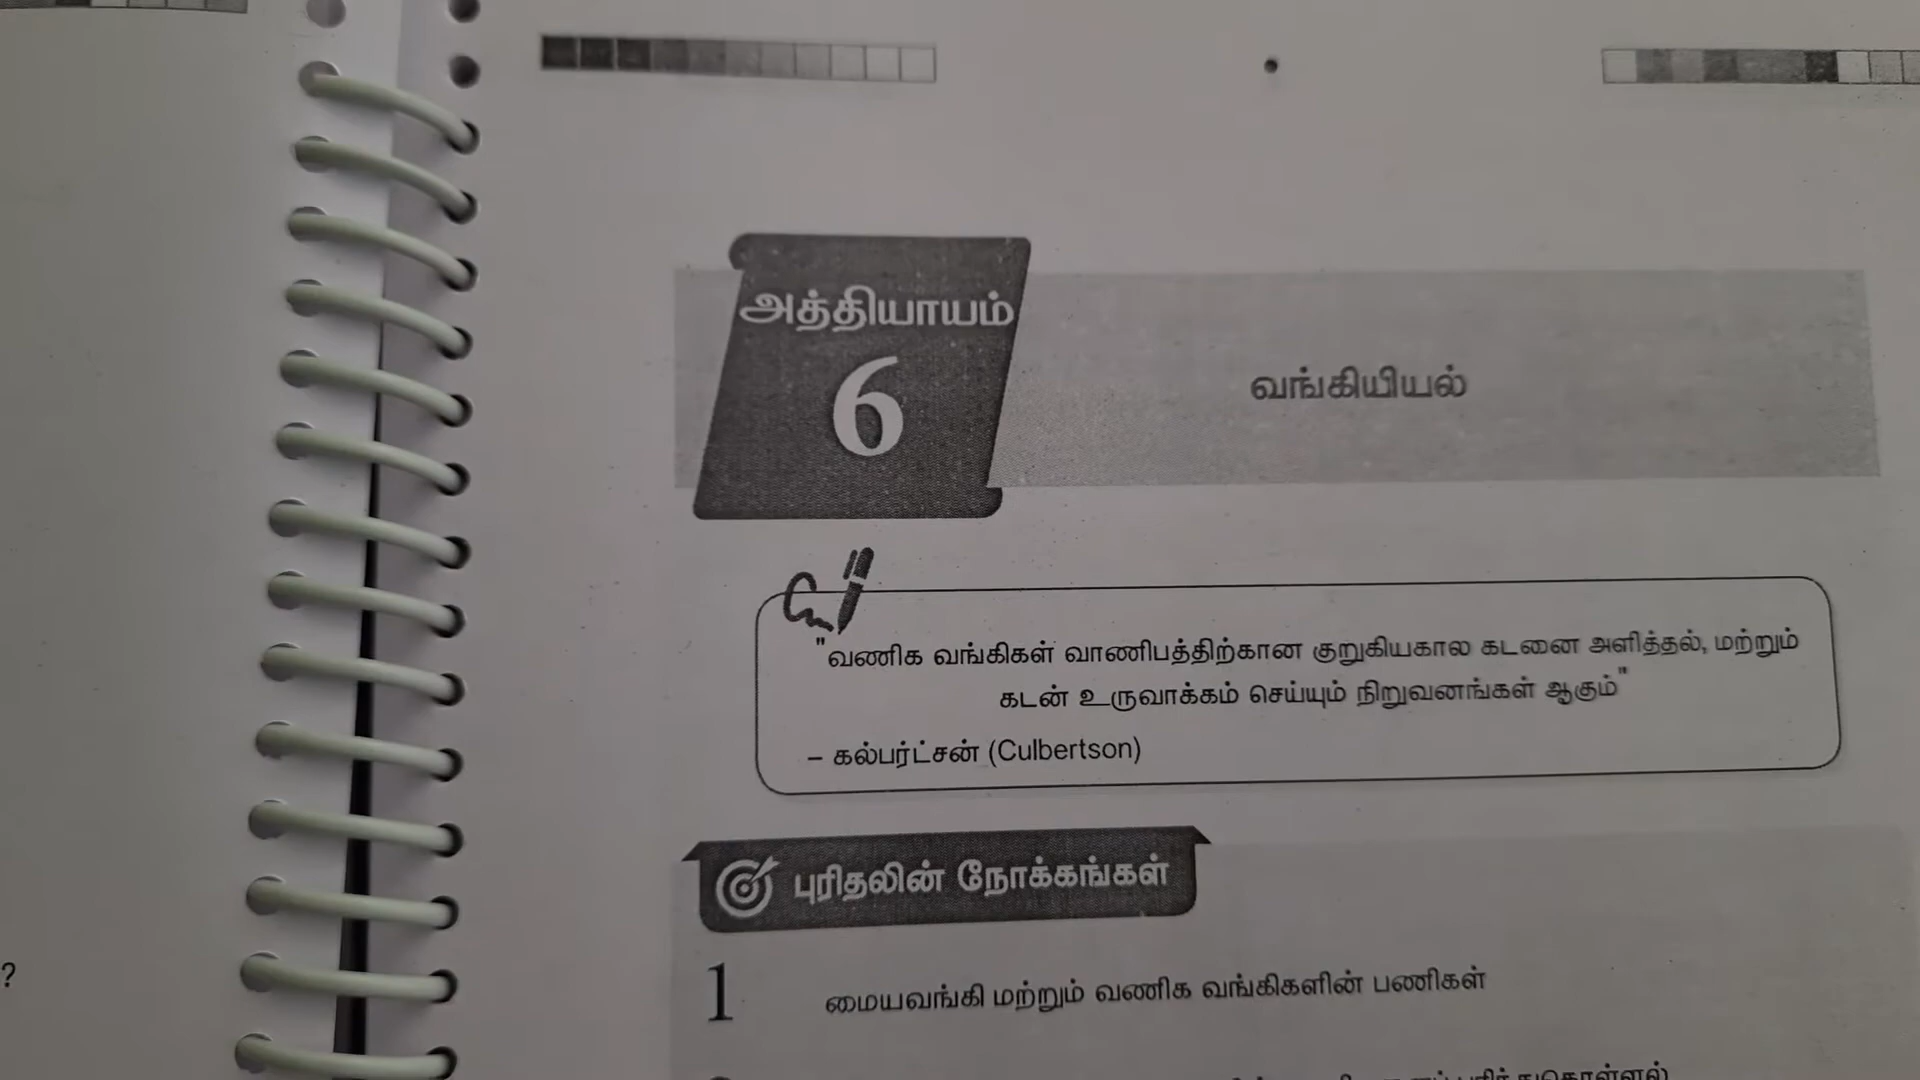 அத்தியாயம்
6
வங்கியியல்
"வணிக வங்கிகள் வாணிபத்திற்கான குறுகியகால கடனை அளித்தல், மற்றும்
கடன் உருவாக்கம் செய்யும் நிறுவனங்கள் ஆகும்"
– கல்பர்ட்சன் (Culbertson)
புரிதலின் நோக்கங்கள்
1 மையவங்கி மற்றும் வணிக வங்கிகளின் பணிகள்
?